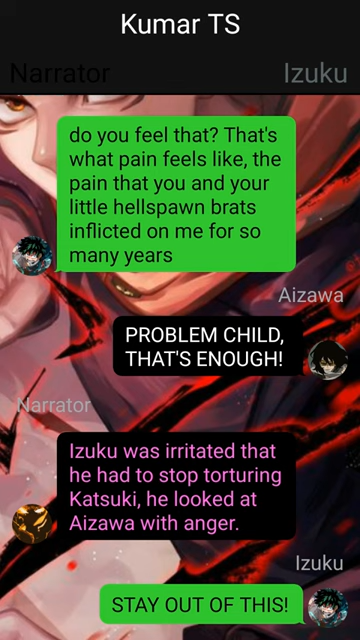 Kumar TS
Narrator
Izuku
do you feel that? That's
what pain feels like, the
pain that you and your
little hellspawn brats
inflicted on me for so
many years
Aizawa
PROBLEM CHILD,
THAT'S ENOUGH!
Narrator
Izuku was irritated that
he had to stop torturing
Katsuki, he looked at
Aizawa with anger.
Izuku
STAY OUT OF THIS!